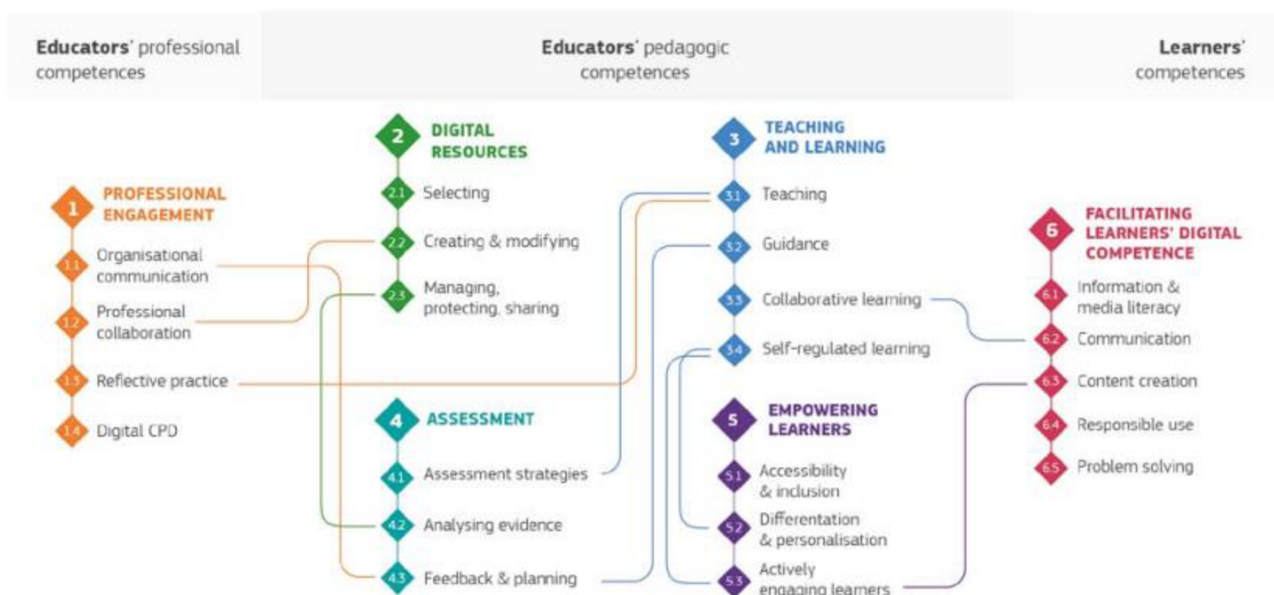 Educators' professional
competences
Educators' pedagogic
competences
Learners'
competences
1
PROFESSIONAL
ENGAGEMENT
1.1
Organisational
communication
1.2
Professional
collaboration
1.3
Reflective practice
1.4
Digital CPD
2
DIGITAL
RESOURCES
2.1
Selecting
2.2
Creating & modifying
2.3
Managing,
protecting, sharing
3
TEACHING
AND LEARNING
3.1
Teaching
3.2
Guidance
3.3
Collaborative learning
3.4
Self-regulated learning
4
ASSESSMENT
4.1
Assessment strategies
4.2
Analysing evidence
4.3
Feedback & planning
5
EMPOWERING
LEARNERS
5.1
Accessibility
& inclusion
5.2
Differentation
& personalisation
5.3
Actively
engaging learners
6
FACILITATING
LEARNERS' DIGITAL
COMPETENCE
6.1
Information &
media literacy
6.2
Communication
6.3
Content creation
6.4
Responsible use
6.5
Problem solving